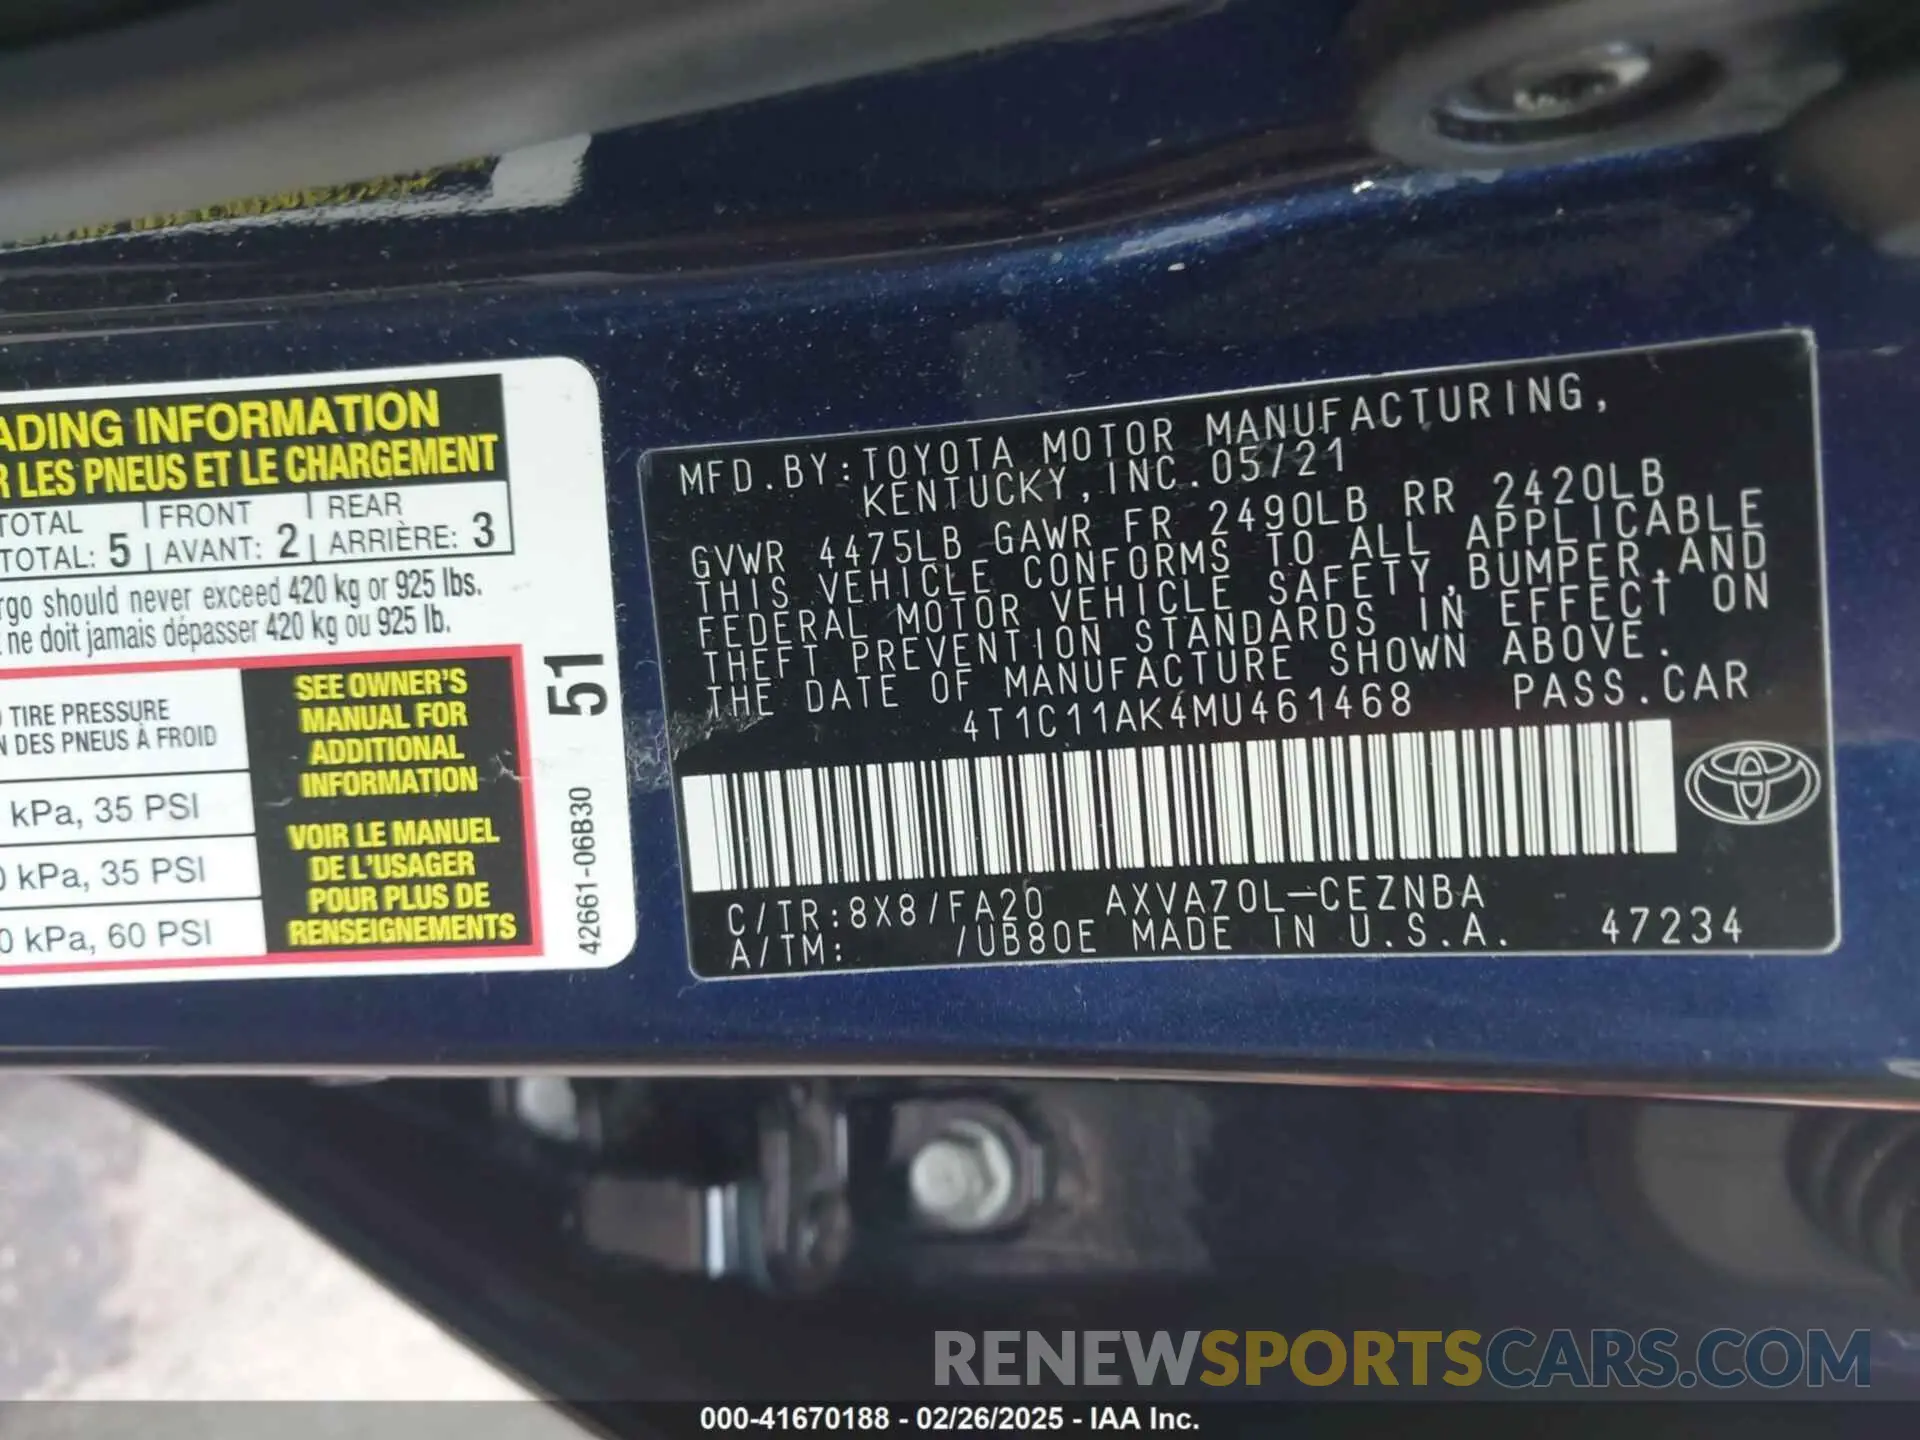 ADING INFORMATION
R LES PNEUS ET LE CHARGEMENT
TOTAL FRONT REAR
TOTAL: 5 AVANT: 2 ARRIÈRE: 3
rgo should never exceed 420 kg or 925 lbs.
ne doit jamais dépasser 420 kg ou 925 lb.
TIRE PRESSURE
N DES PNEUS À FROID
kPa, 35 PSI
0 kPa, 35 PSI
0 kPa, 60 PSI
SEE OWNER'S
MANUAL FOR
ADDITIONAL
INFORMATION
VOIR LE MANUEL
DE L'USAGER
POUR PLUS DE
RENSEIGNEMENTS
51
42661-06B30
MFD.BY:TOYOTA MOTOR MANUFACTURING,
KENTUCKY,INC.05/21
GVWR 4475LB GAWR FR 2490LB RR 2420LB
THIS VEHICLE CONFORMS TO ALL APPLICABLE
FEDERAL MOTOR VEHICLE SAFETY,BUMPER,AND
THEFT PREVENTION STANDARDS IN EFFECT ON
THE DATE OF MANUFACTURE SHOWN ABOVE.
4T1C11AK4MU461468 PASS.CAR
C/TR:8X8/FA20 AXVA70L-CEZNBA
A/TM: /UB80E MADE IN U.S.A. 47234
RENEWSPORTSCARS.COM
000-41670188 - 02/26/2025 - IAA Inc.